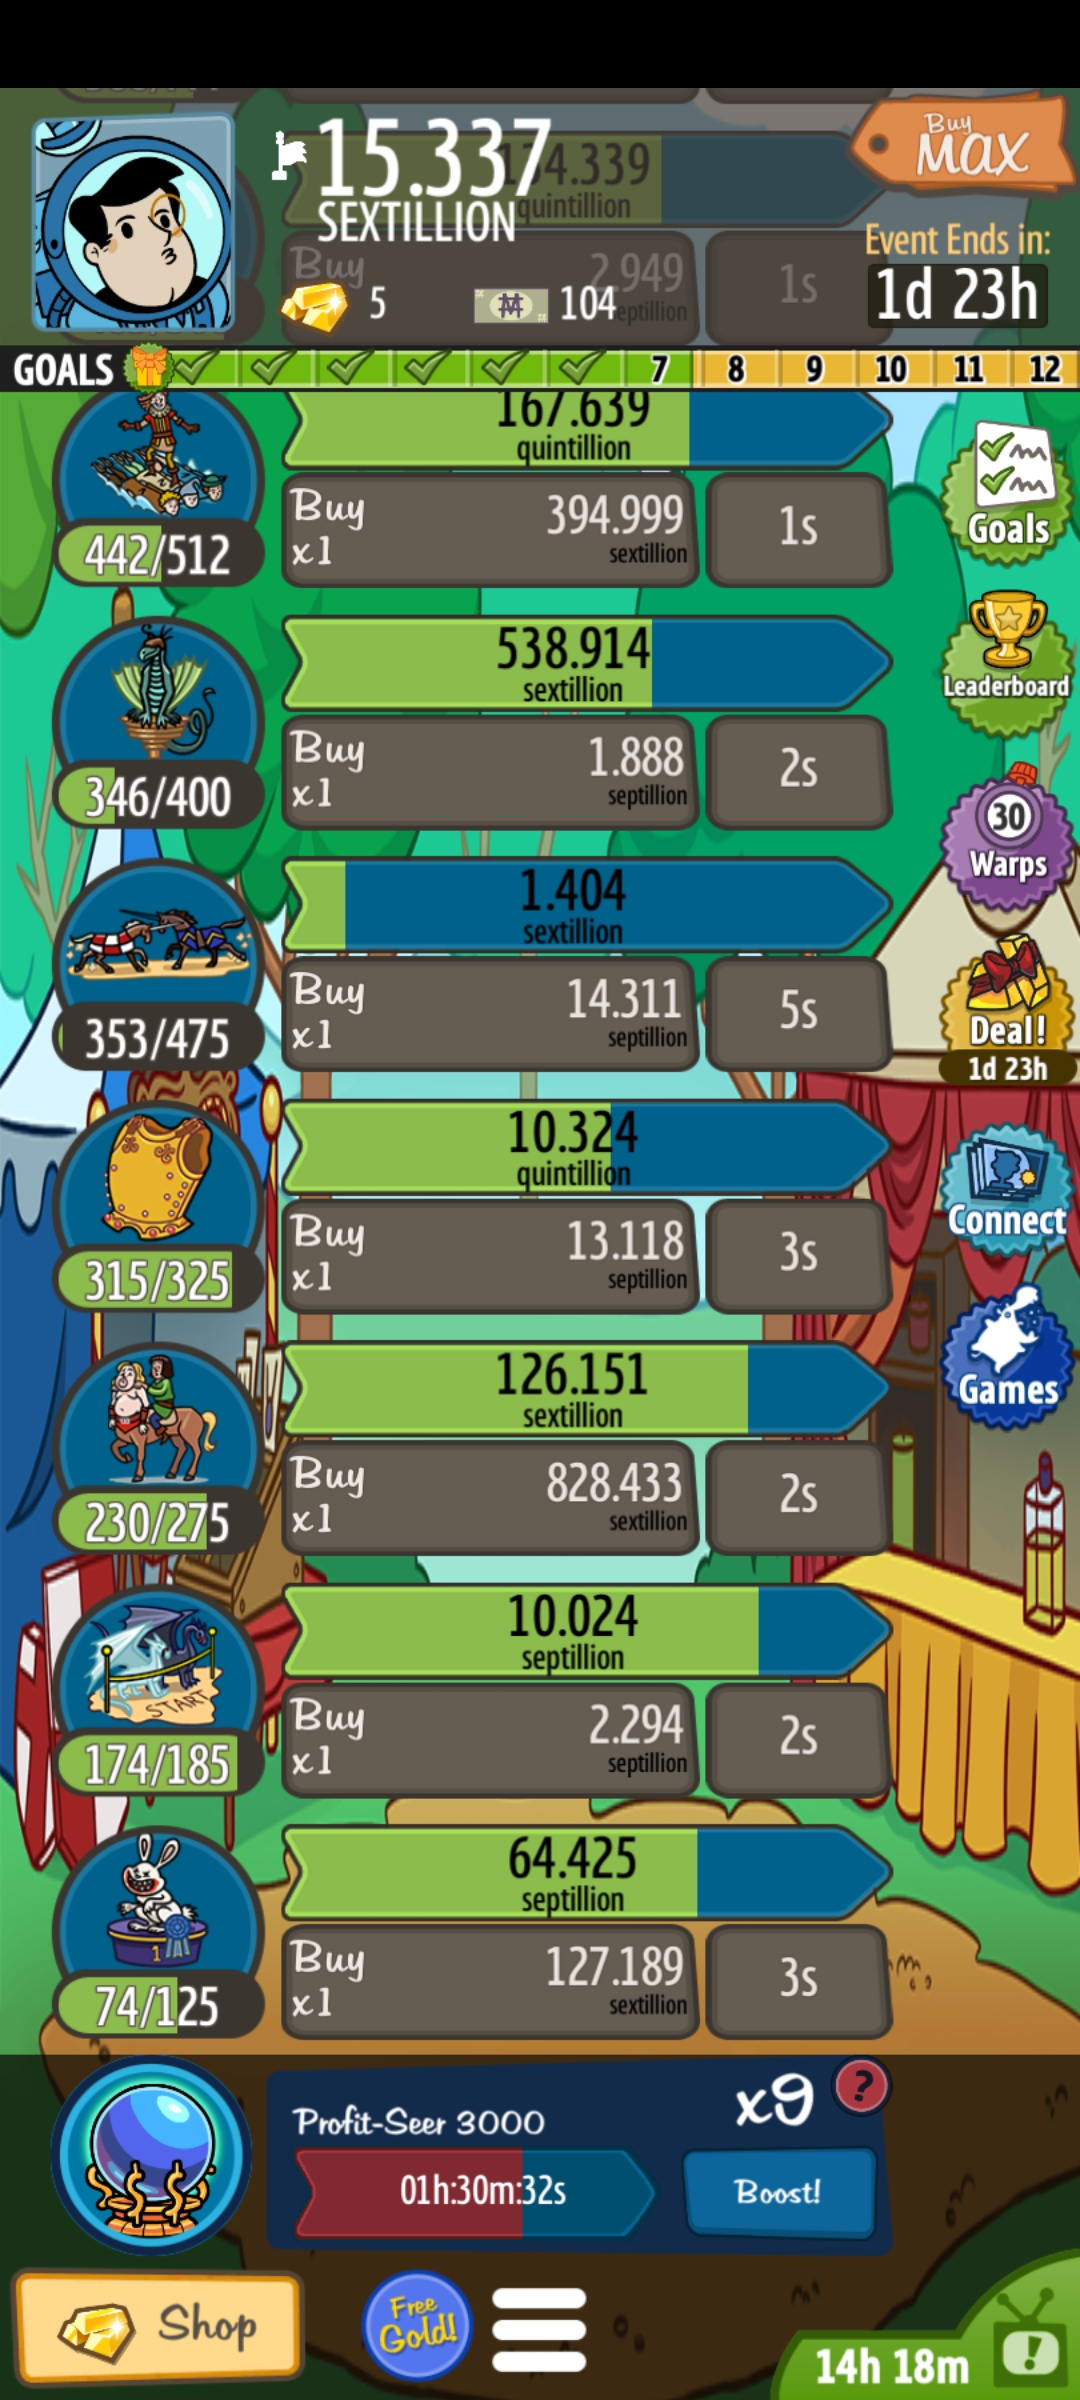 15.337
SEXTILLION
Buy
MAX
quintillion
Event Ends in:
1d 23h
Buy
2.949
1s
5
104
GOALS
7
8
9
10
11
12
167.639
quintillion
Buy
x1
394.999
sextillion
1s
442/512
Goals
538.914
sextillion
Buy
x1
1.888
septillion
2s
346/400
Leaderboard
30
Warps
1.404
sextillion
Buy
x1
14.311
septillion
5s
353/475
Deal!
1d 23h
10.324
quintillion
Buy
x1
13.118
septillion
3s
315/325
Connect
126.151
sextillion
Buy
x1
828.433
sextillion
2s
230/275
Games
10.024
septillion
Buy
x1
2.294
septillion
2s
START
174/185
64.425
septillion
Buy
x1
127.189
sextillion
3s
1
74/125
Profit-Seer 3000
x9
?
01h:30m:32s
Boost!
Shop
Free
Gold!
14h 18m
!